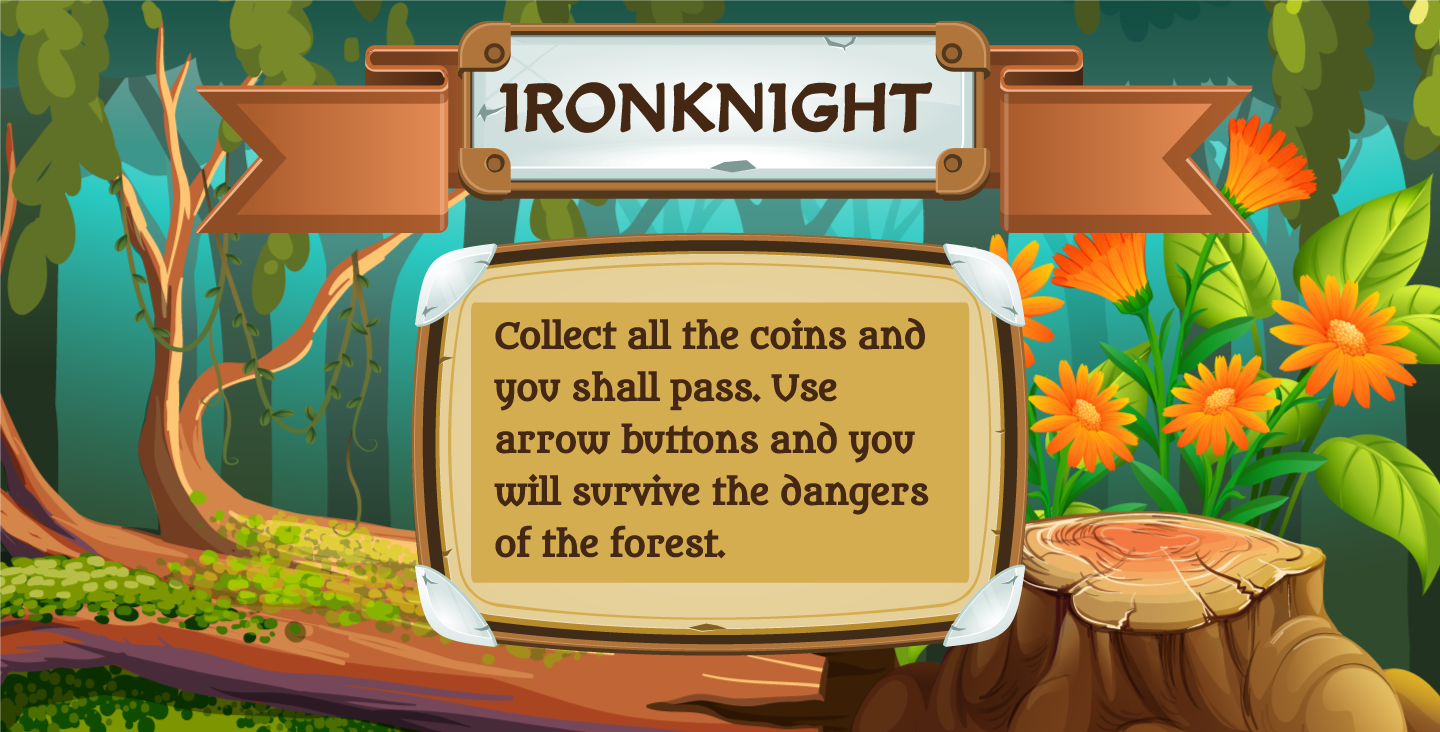 IRONKNIGHT
Collect all the coins and
you shall pass. Use
arrow buttons and you
will survive the dangers
of the forest.